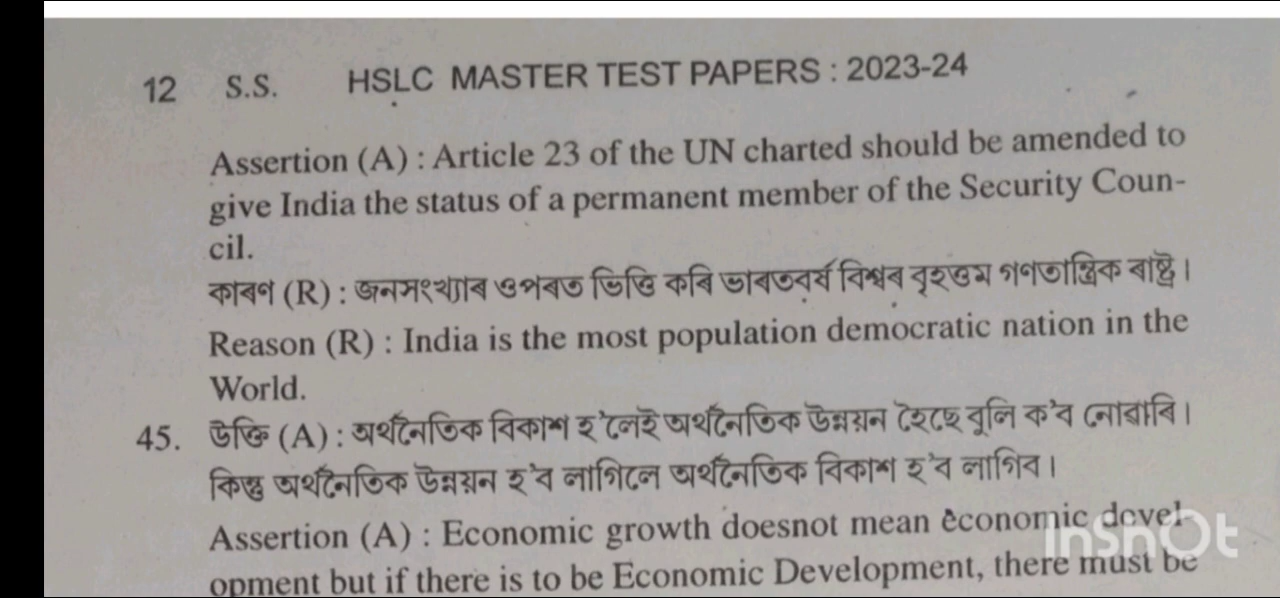 12 S.S. HSLC MASTER TEST PAPERS : 2023-24
Assertion (A) : Article 23 of the UN charted should be amended to
give India the status of a permanent member of the Security Coun-
cil.
কাৰণ (R) : জনসংখ্যাৰ ওপৰত ভিত্তি কৰি ভাৰতবৰ্ষ বিশ্বৰ বৃহত্তম গণতান্ত্ৰিক ৰাষ্ট্ৰ।
Reason (R) : India is the most population democratic nation in the
World.
45. উক্তি (A) : অৰ্থনৈতিক বিকাশ হ'লেই অৰ্থনৈতিক উন্নয়ন হৈছে বুলি ক'ব নোৱাৰি।
কিন্তু অৰ্থনৈতিক উন্নয়ন হ'ব লাগিলে অৰ্থনৈতিক বিকাশ হ'ব লাগিব।
Assertion (A) : Economic growth doesnot mean economic devel-
opment but if there is to be Economic Development, there must be
insnOt